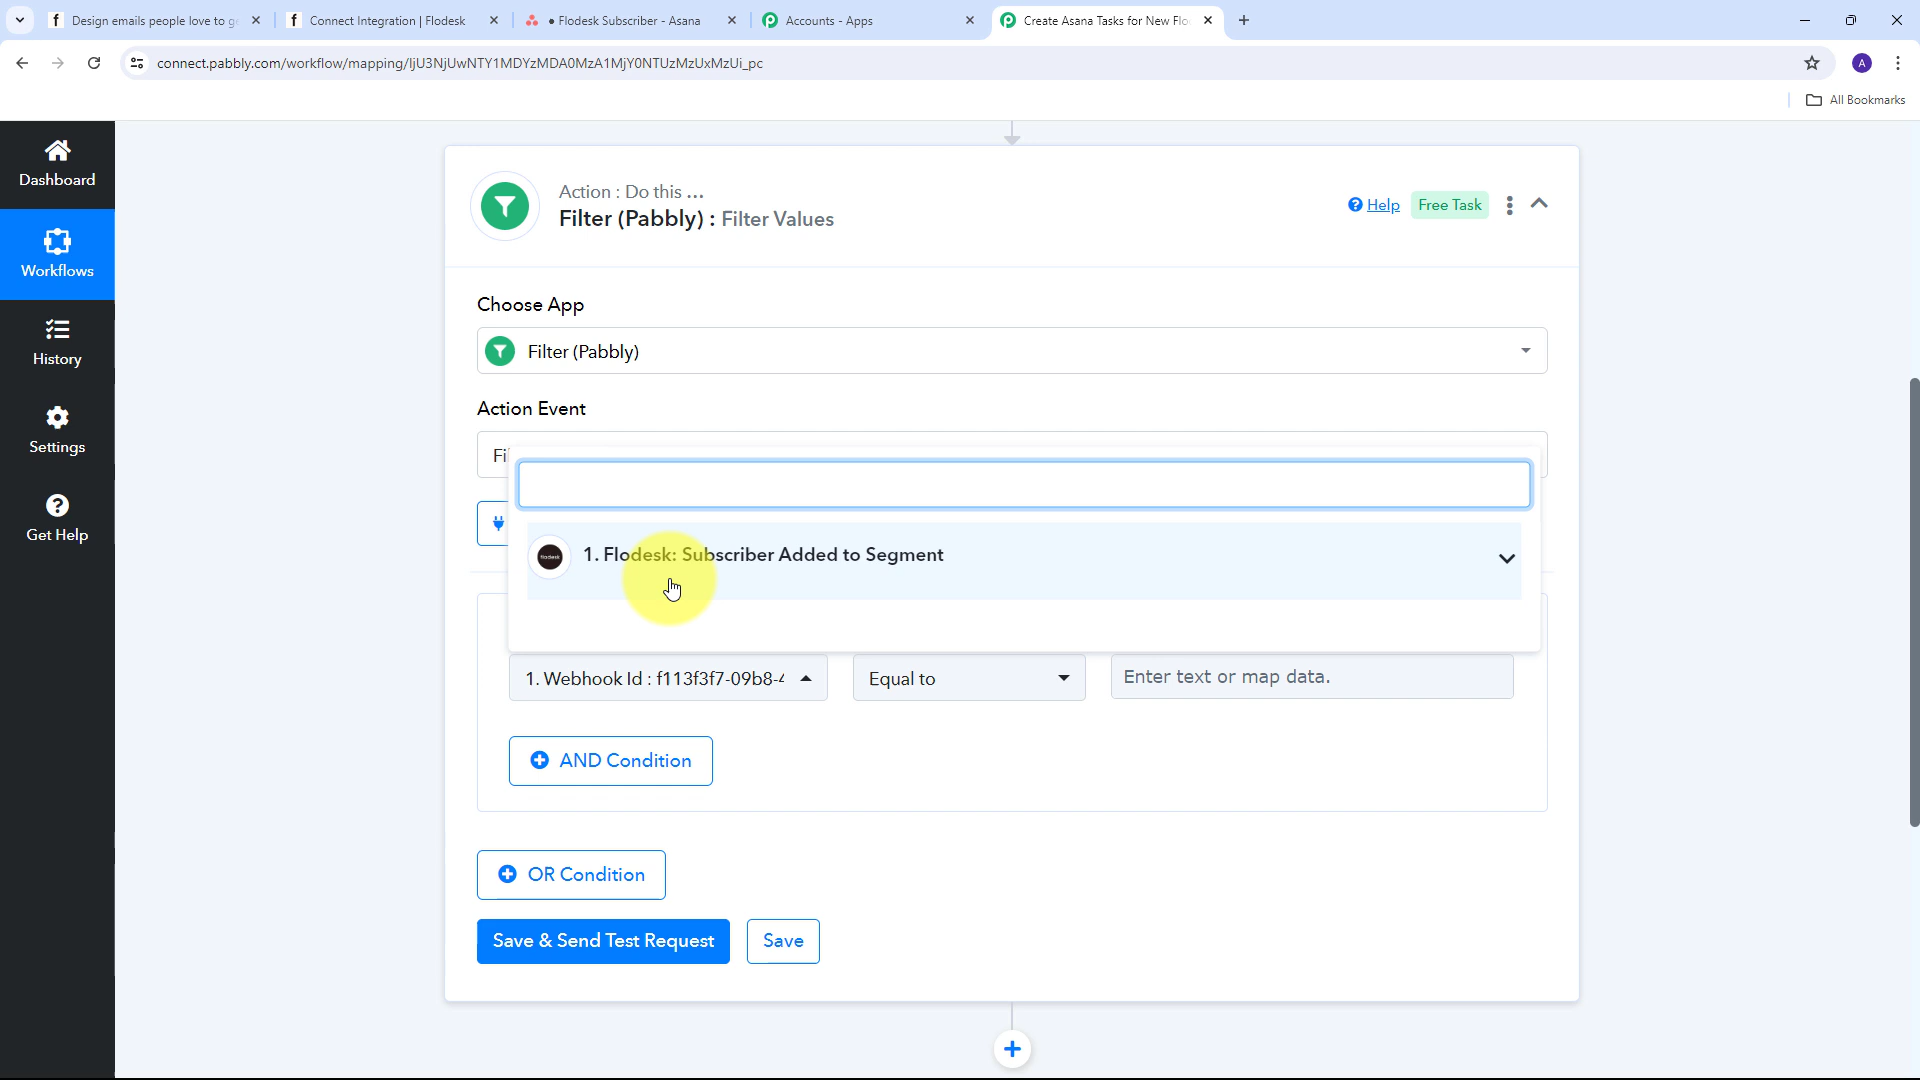 Design emails people love to ge
Connect Integration | Flodesk
• Flodesk Subscriber - Asana
Accounts - Apps
Create Asana Tasks for New Flo
connect.pabbly.com/workflow/mapping/IjU3NjUwNTY1MDYzMDA0MzA1MjY0NTUzMzUxMzUi_pc
A
All Bookmarks
Dashboard
Workflows
History
Settings
Get Help
Action : Do this ...
Filter (Pabbly) : Filter Values
Help
Free Task
Choose App
Filter (Pabbly)
Action Event
Fi
flodesk
1. Flodesk: Subscriber Added to Segment
1. Webhook Id : f113f3f7-09b8-4
Equal to
Enter text or map data.
AND Condition
OR Condition
Save & Send Test Request
Save